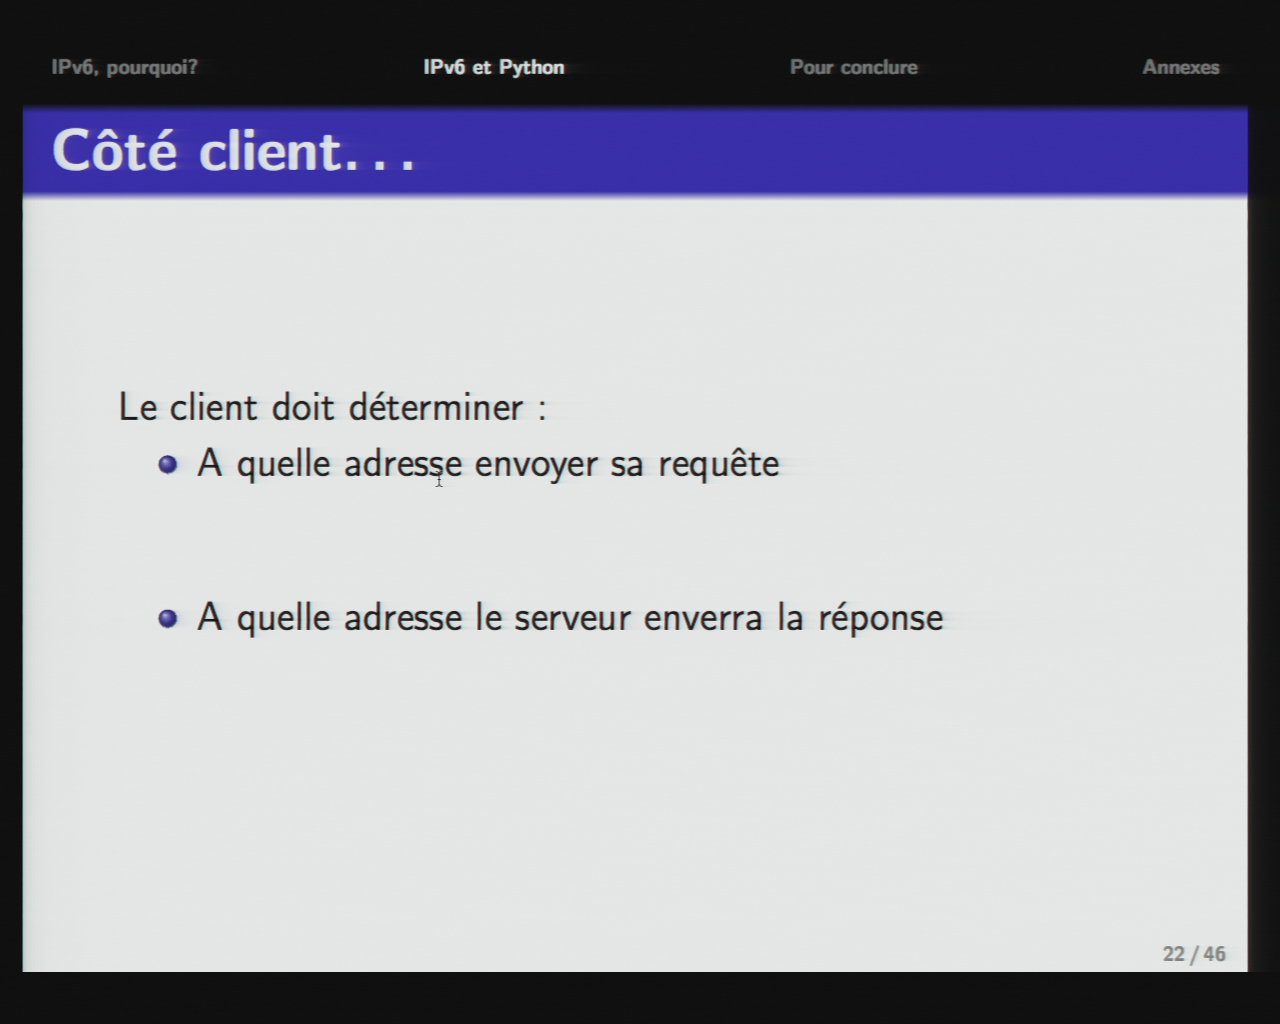 IPv6, pourquoi?
IPv6 et Python
Pour conclure
Annexes
Côté client...
Le client doit déterminer :
A quelle adresse envoyer sa requête
A quelle adresse le serveur enverra la réponse
22 / 46